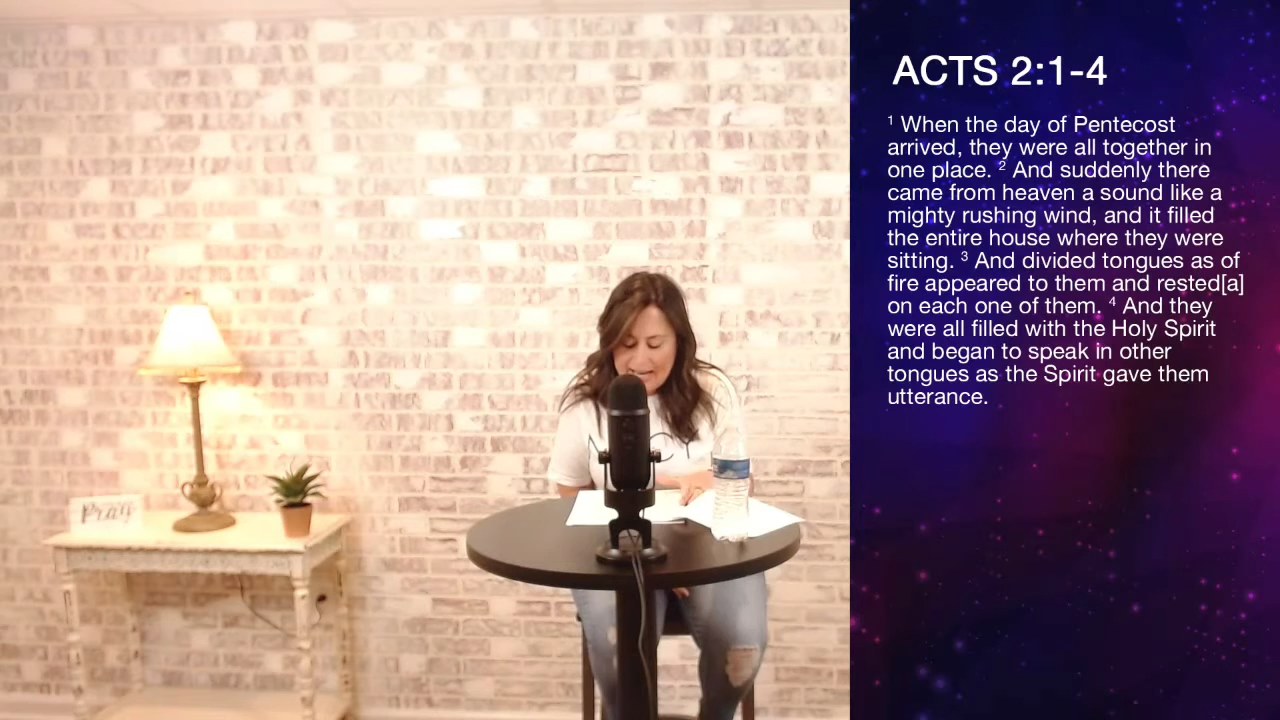 ACTS 2:1-4
¹ When the day of Pentecost
arrived, they were all together in
one place. ² And suddenly there
came from heaven a sound like a
mighty rushing wind, and it filled
the entire house where they were
sitting. ³ And divided tongues as of
fire appeared to them and rested[a]
on each one of them. ⁴ And they
were all filled with the Holy Spirit
and began to speak in other
tongues as the Spirit gave them
utterance.
Pray